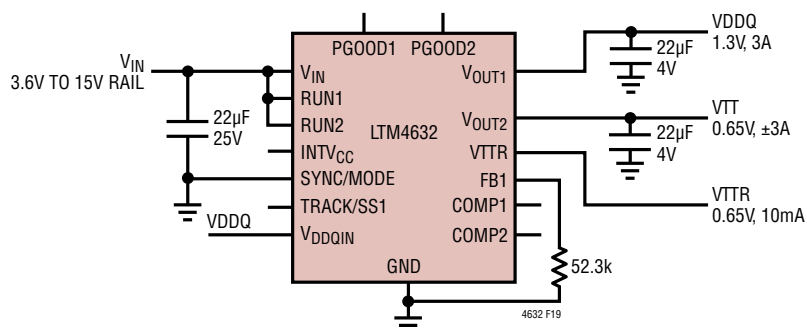 PGOOD1
PGOOD2
VIN
3.6V TO 15V RAIL
22µF
25V
VIN
RUN1
RUN2
INTVCC
SYNC/MODE
TRACK/SS1
VDDQ
VDDQIN
LTM4632
GND
VOUT1
VOUT2
VTTR
FB1
COMP1
COMP2
22µF
4V
VDDQ
1.3V, 3A
22µF
4V
VTT
0.65V, ±3A
VTTR
0.65V, 10mA
52.3k
4632 F19